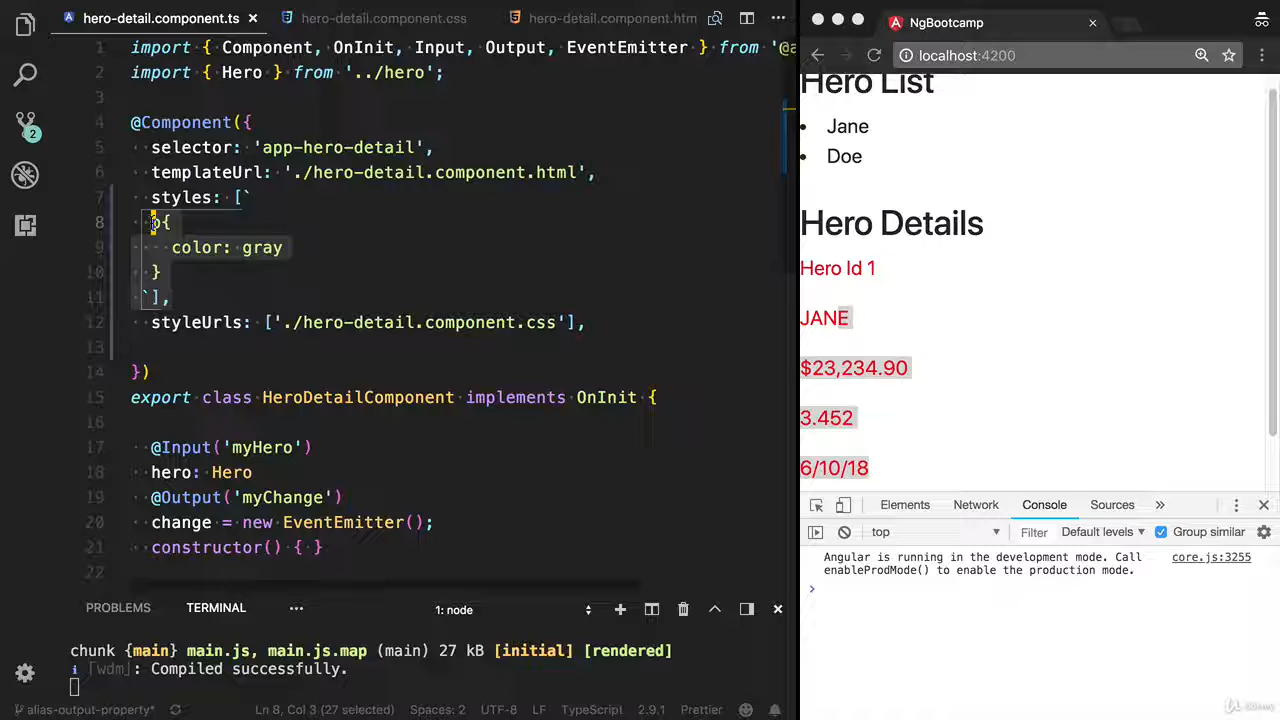 hero-detail.component.ts
hero-detail.component.css
hero-detail.component.htm
1 import { Component, OnInit, Input, Output, EventEmitter } from '@a
2 import { Hero } from '../hero';
3
4 @Component({
5 selector: 'app-hero-detail',
6 templateUrl: './hero-detail.component.html',
7 styles: [`
8 p{
9 color: gray
10 }
11 `],
12 styleUrls: ['./hero-detail.component.css'],
13
14 })
15 export class HeroDetailComponent implements OnInit {
16
17 @Input('myHero')
18 hero: Hero
19 @Output('myChange')
20 change = new EventEmitter();
21 constructor() { }
22
2
PROBLEMS TERMINAL ••• 1: node
chunk {main} main.js, main.js.map (main) 27 kB [initial] [rendered]
i ｢wdm｣: Compiled successfully.
alias-output-property* Ln 8, Col 3 (27 selected) Spaces: 2 UTF-8 LF TypeScript 2.9.1 Prettier
NgBootcamp
localhost:4200
Hero List
Jane
Doe
Hero Details
Hero Id 1
JANE
$23,234.90
3.452
6/10/18
Elements Network Console Sources »
top Filter Default levels Group similar
Angular is running in the development mode. Call core.js:3255
enableProdMode() to enable the production mode.
Udemy